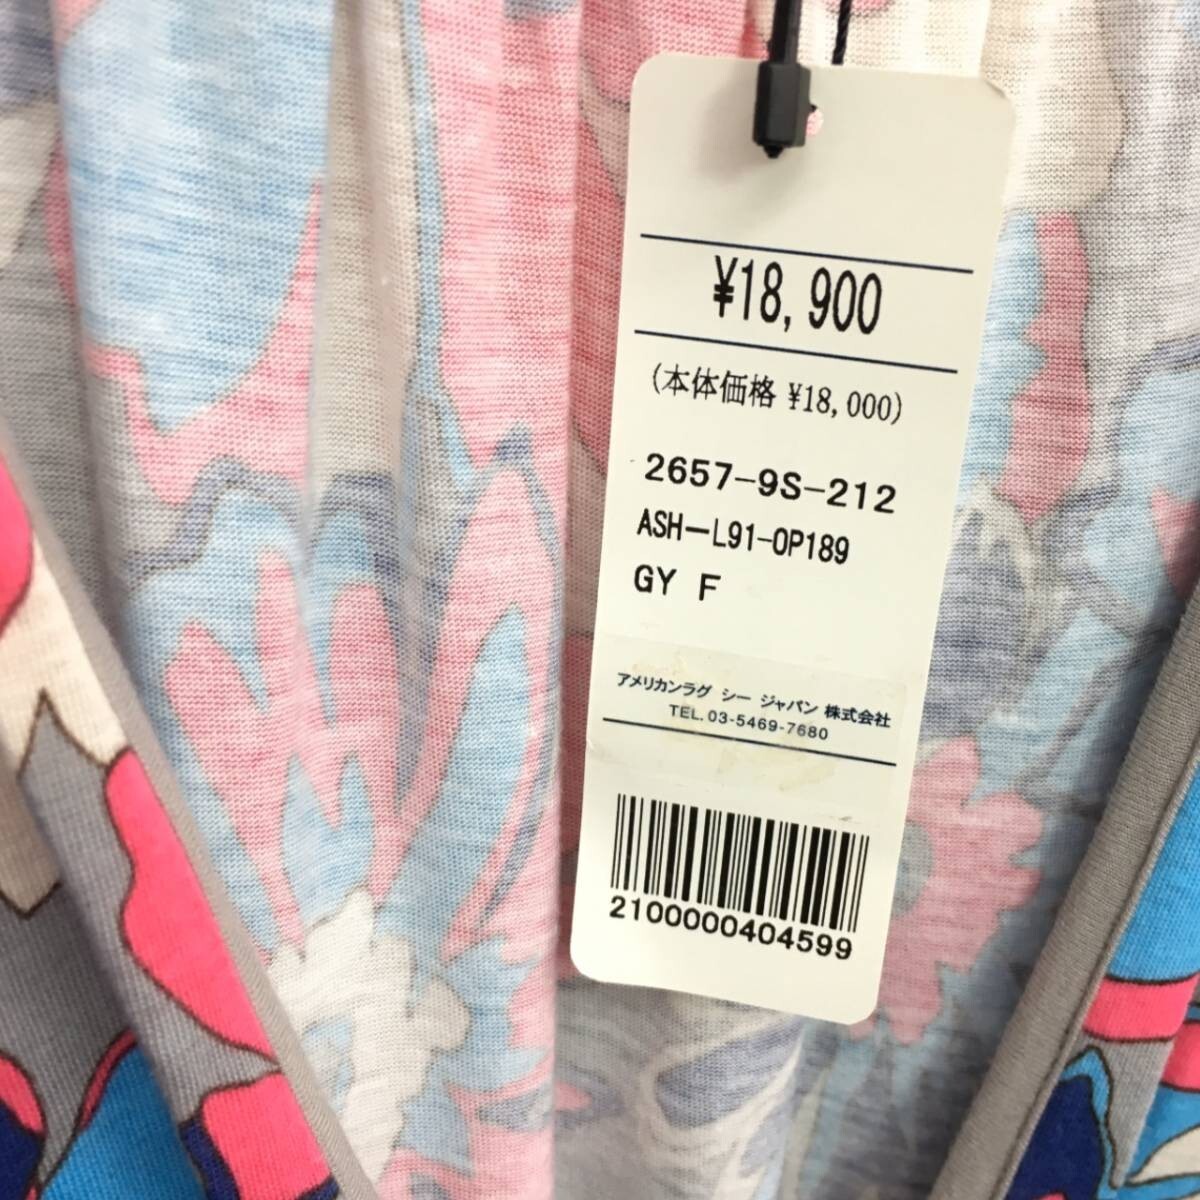 ¥18,900
(本体価格 ¥18,000)
2657-9S-212
ASH-L91-OP189
GY F
アメリカンラグ シー ジャパン 株式会社
TEL. 03-5469-7680
2100000404599